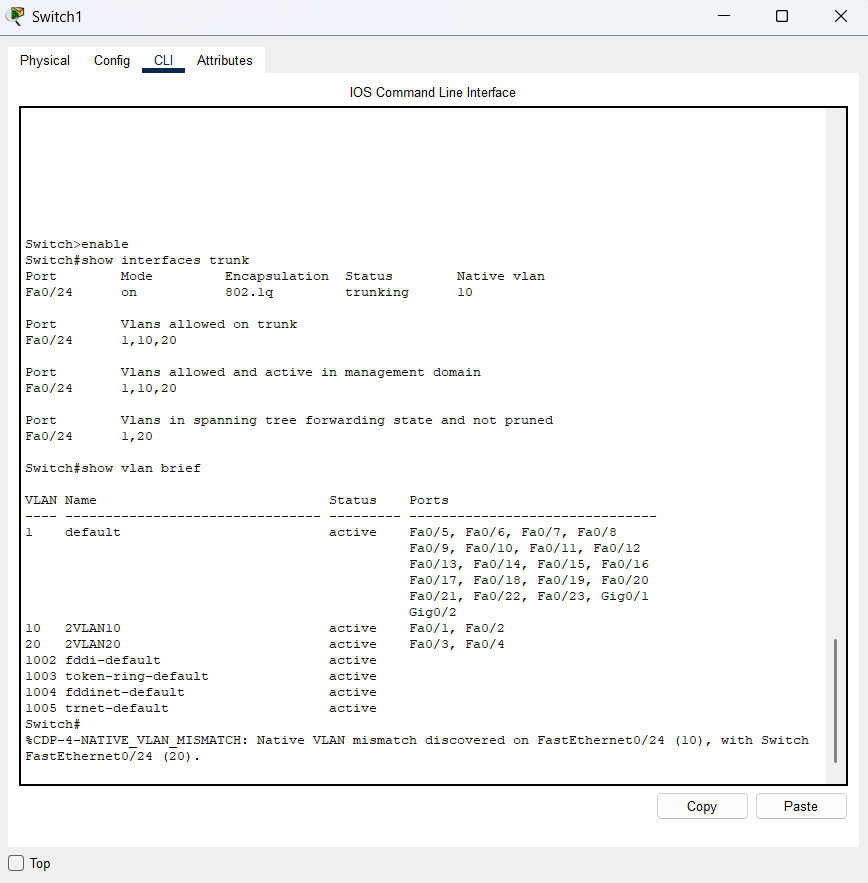 Switch1
Physical Config CLI Attributes
IOS Command Line Interface
Switch>enable
Switch#show interfaces trunk
Port        Mode         Encapsulation  Status        Native vlan
Fa0/24      on           802.1q         trunking      10

Port        Vlans allowed on trunk
Fa0/24      1,10,20

Port        Vlans allowed and active in management domain
Fa0/24      1,10,20

Port        Vlans in spanning tree forwarding state and not pruned
Fa0/24      1,20

Switch#show vlan brief

VLAN Name                             Status    Ports
---- -------------------------------- --------- -------------------------------
1    default                          active    Fa0/5, Fa0/6, Fa0/7, Fa0/8
                                                Fa0/9, Fa0/10, Fa0/11, Fa0/12
                                                Fa0/13, Fa0/14, Fa0/15, Fa0/16
                                                Fa0/17, Fa0/18, Fa0/19, Fa0/20
                                                Fa0/21, Fa0/22, Fa0/23, Gig0/1
                                                Gig0/2
10   2VLAN10                          active    Fa0/1, Fa0/2
20   2VLAN20                          active    Fa0/3, Fa0/4
1002 fddi-default                     active
1003 token-ring-default               active
1004 fddinet-default                  active
1005 trnet-default                    active
Switch#
%CDP-4-NATIVE_VLAN_MISMATCH: Native VLAN mismatch discovered on FastEthernet0/24 (10), with Switch
FastEthernet0/24 (20).
Copy Paste
Top